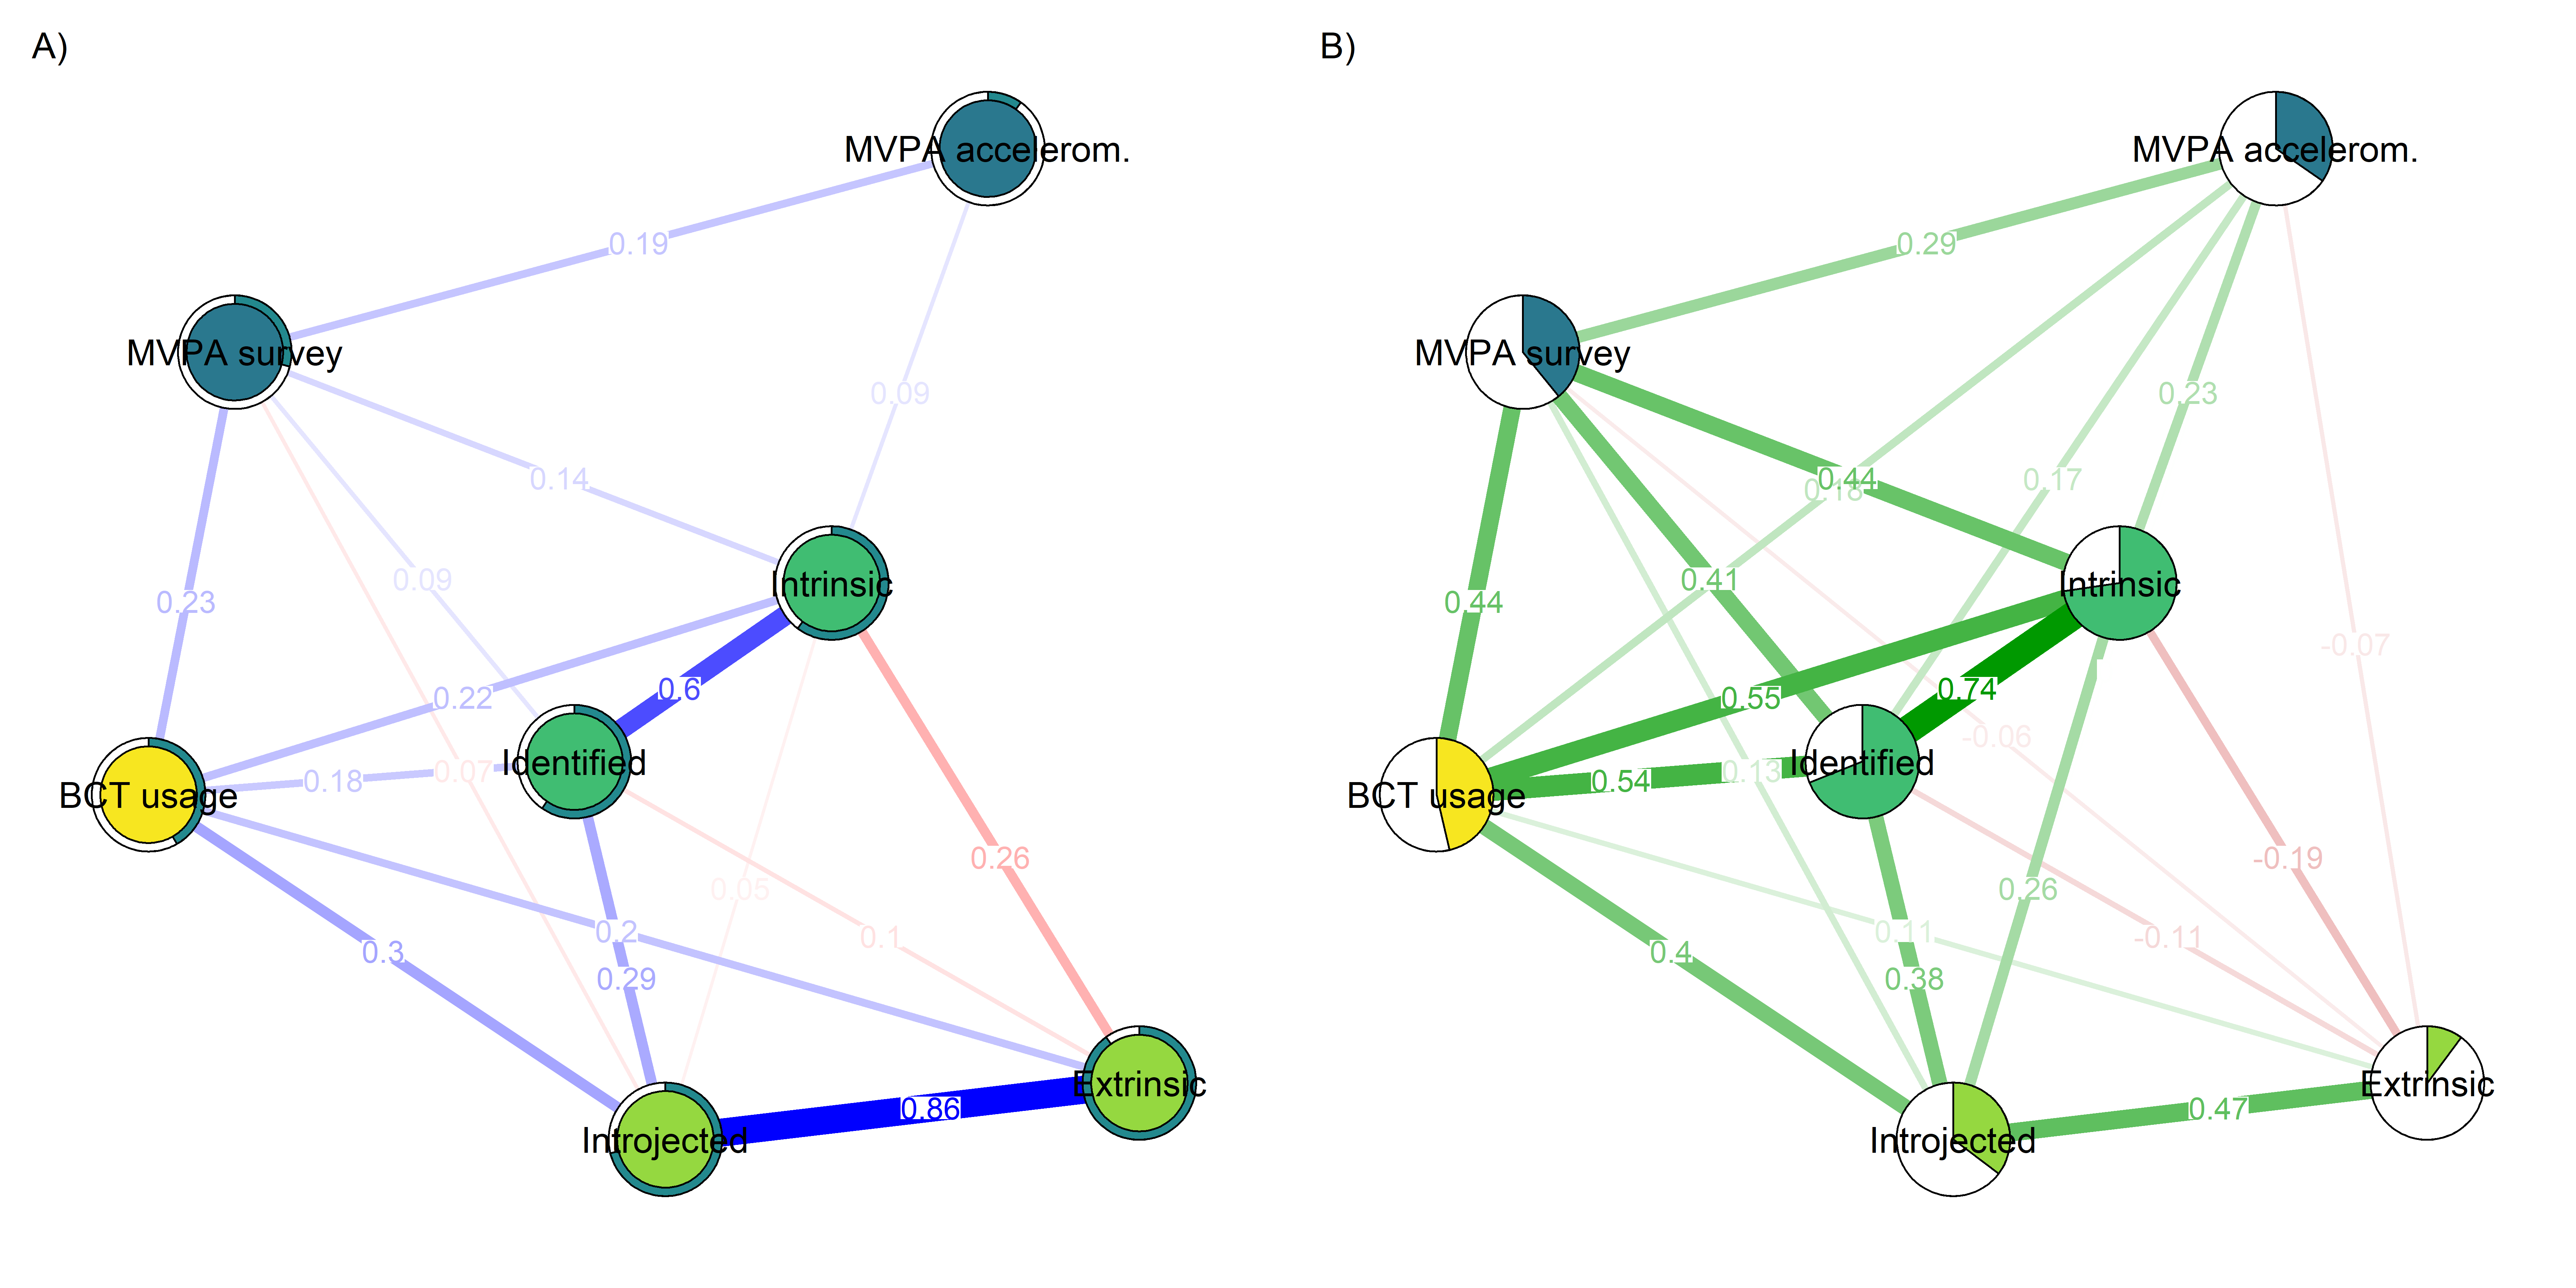 A)
MVPA accelerom.
0.19
MVPA survey
0.09
0.14
0.09
Intrinsic
0.23
0.6
0.22
Identified
0.07
0.18
BCT usage
0.26
0.05
0.1
0.2
0.3
0.29
Extrinsic
0.86
Introjected
B)
MVPA accelerom.
0.29
MVPA survey
0.23
0.44
0.17
0.18
0.41
Intrinsic
0.44
-0.07
0.74
0.55
-0.06
Identified
0.13
0.54
BCT usage
-0.19
0.26
0.11
-0.11
0.4
0.38
Extrinsic
0.47
Introjected